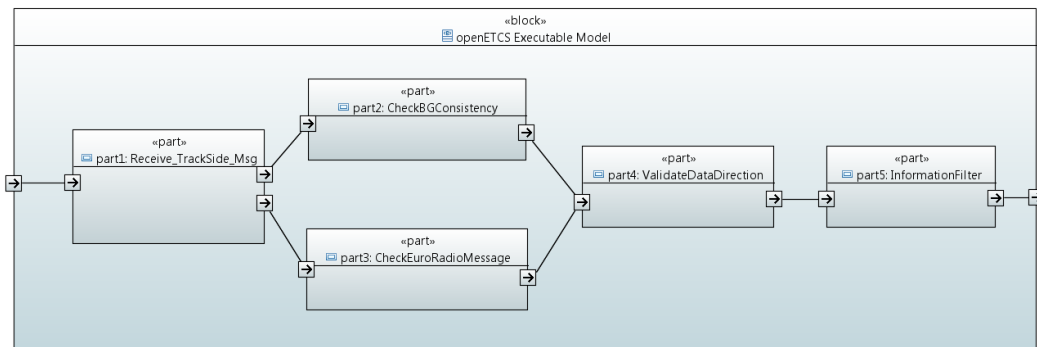 «block»
openETCS Executable Model
«part»
part2: CheckBGConsistency
«part»
part1: Receive_TrackSide_Msg
«part»
part4: ValidateDataDirection
«part»
part5: InformationFilter
«part»
part3: CheckEuroRadioMessage